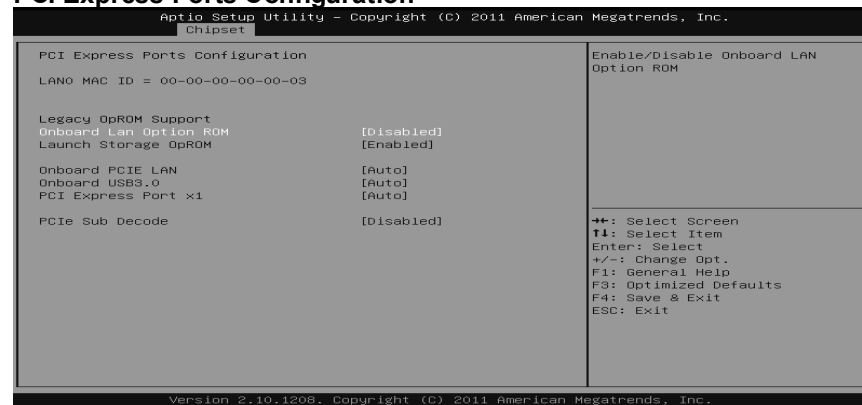 PCI Express Ports Configuration
Aptio Setup Utility – Copyright (C) 2011 American Megatrends, Inc.
Chipset
PCI Express Ports Configuration
LAN0 MAC ID = 00-00-00-00-00-03
Legacy OpROM Support
Onboard Lan Option ROM [Disabled]
Launch Storage OpROM [Enabled]
Onboard PCIE LAN [Auto]
Onboard USB3.0 [Auto]
PCI Express Port x1 [Auto]
PCIe Sub Decode [Disabled]
Enable/Disable Onboard LAN
Option ROM
→←: Select Screen
↑↓: Select Item
Enter: Select
+/-: Change Opt.
F1: General Help
F3: Optimized Defaults
F4: Save & Exit
ESC: Exit
Version 2.10.1208. Copyright (C) 2011 American Megatrends, Inc.